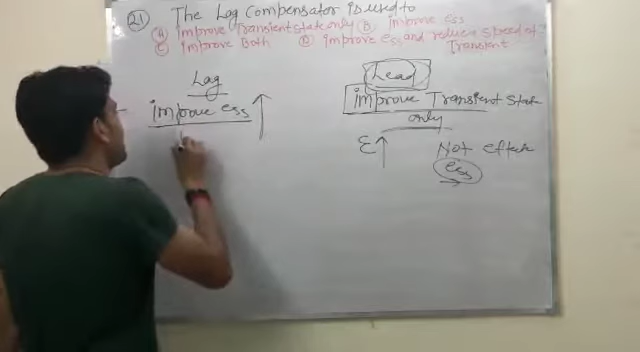 (21) The Lag Compensator is used to
(A) improve Transient state only (B) improve ess
(C) improve Both (D) improve ess and reduce speed of Transient
Lag
improve ess ↑
Lead
improve Transient state
only
ε↑ Not effect
ess